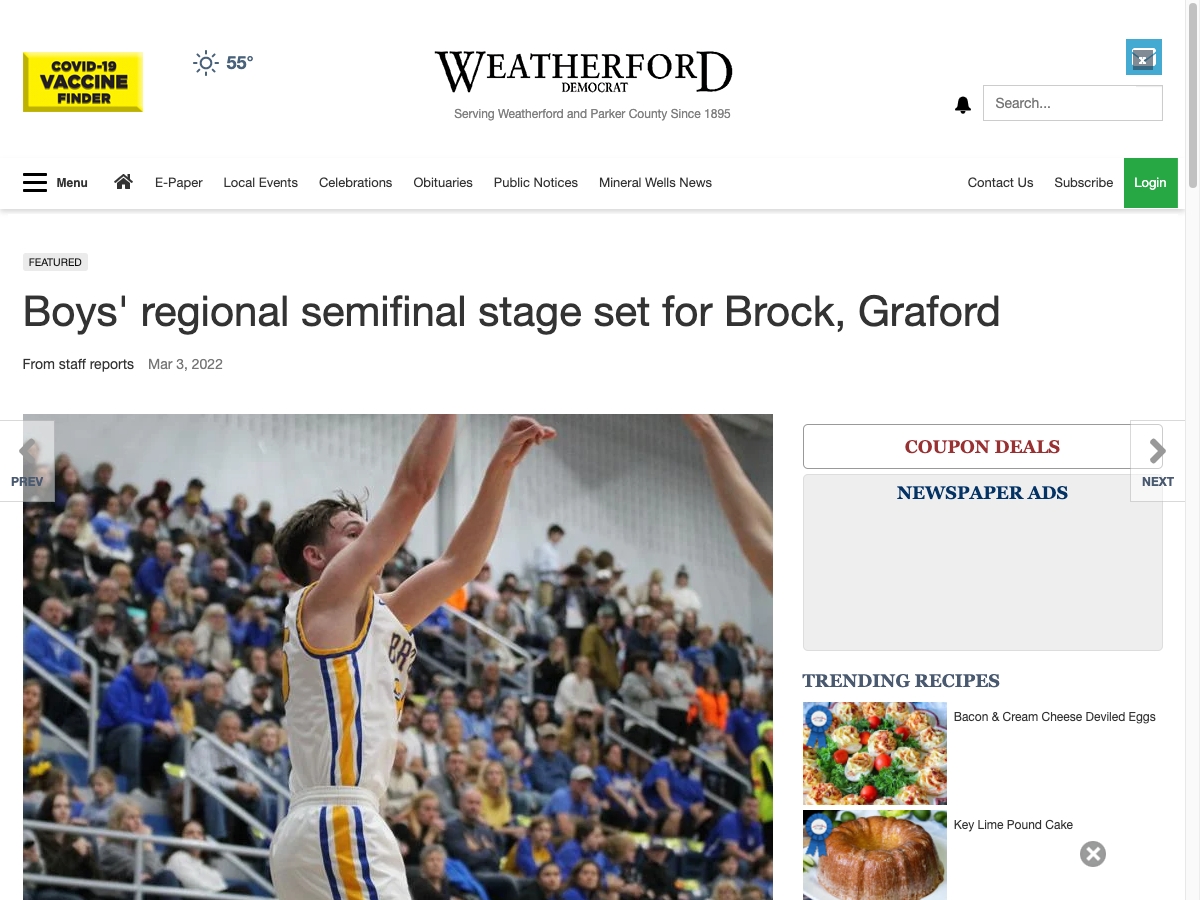 COVID-19
VACCINE
FINDER
55°
WEATHERFORD
DEMOCRAT
Serving Weatherford and Parker County Since 1895
Search...
Menu
E-Paper
Local Events
Celebrations
Obituaries
Public Notices
Mineral Wells News
Contact Us
Subscribe
Login
FEATURED
Boys' regional semifinal stage set for Brock, Graford
From staff reports Mar 3, 2022
PREV
NEXT
COUPON DEALS
NEWSPAPER ADS
TRENDING RECIPES
Bacon & Cream Cheese Deviled Eggs
Key Lime Pound Cake